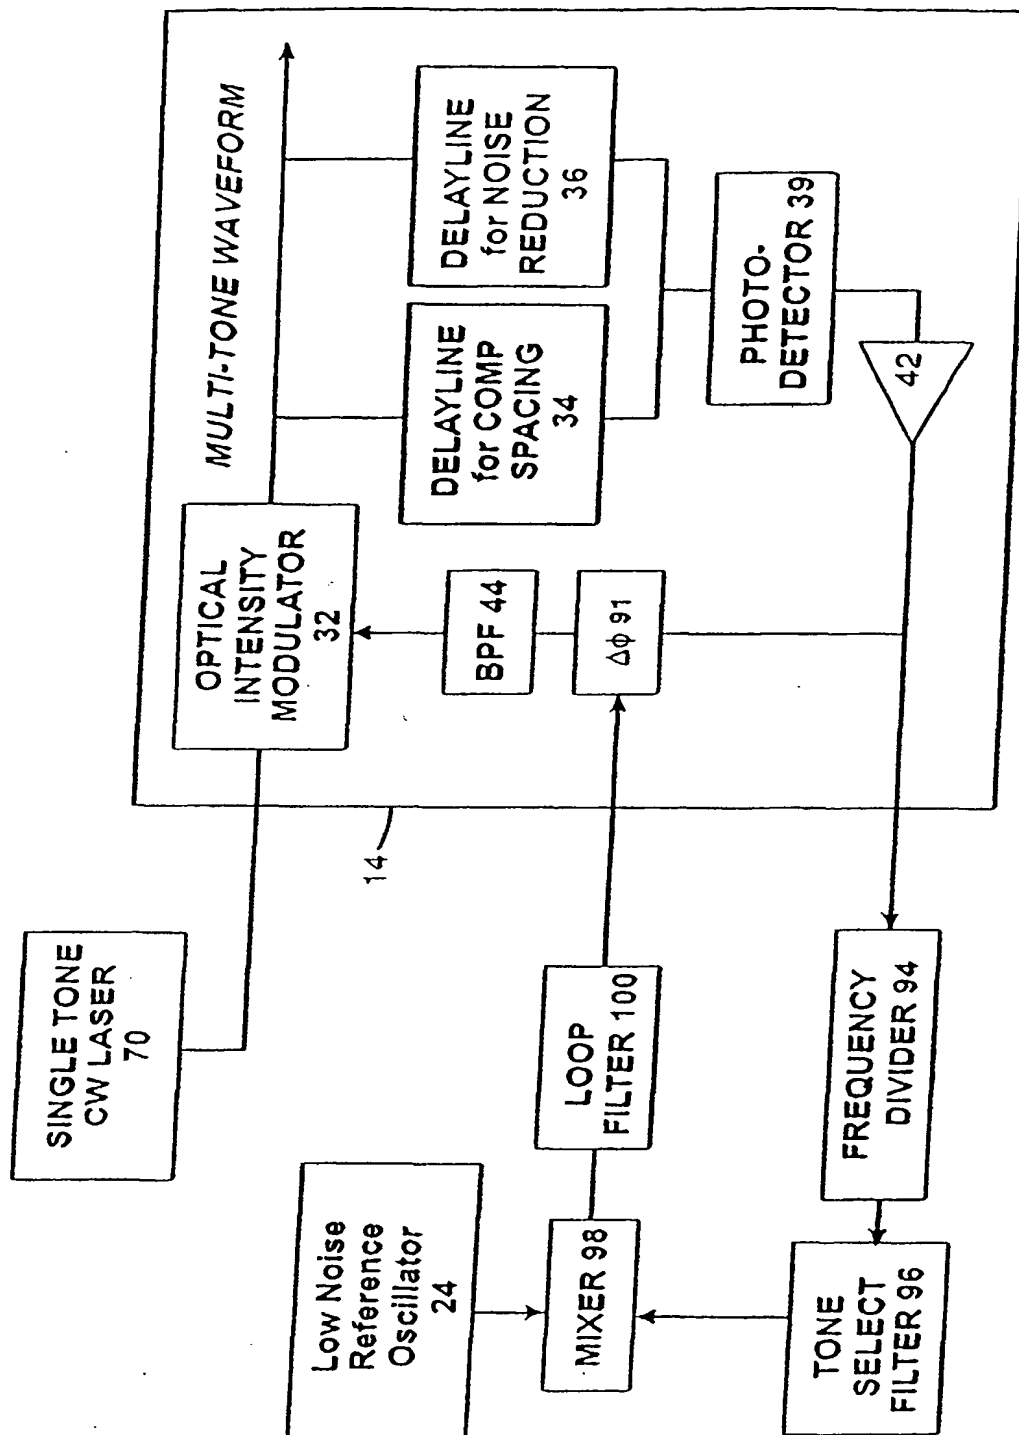 SINGLE TONE
CW LASER
70
OPTICAL
INTENSITY
MODULATOR
32
MULTI-TONE WAVEFORM
DELAYLINE
for COMP
SPACING
34
DELAYLINE
for NOISE
REDUCTION
36
PHOTO-
DETECTOR 39
42
BPF 44
Δϕ 91
14
Low Noise
Reference
Oscillator
24
MIXER 98
LOOP
FILTER 100
TONE
SELECT
FILTER 96
FREQUENCY
DIVIDER 94